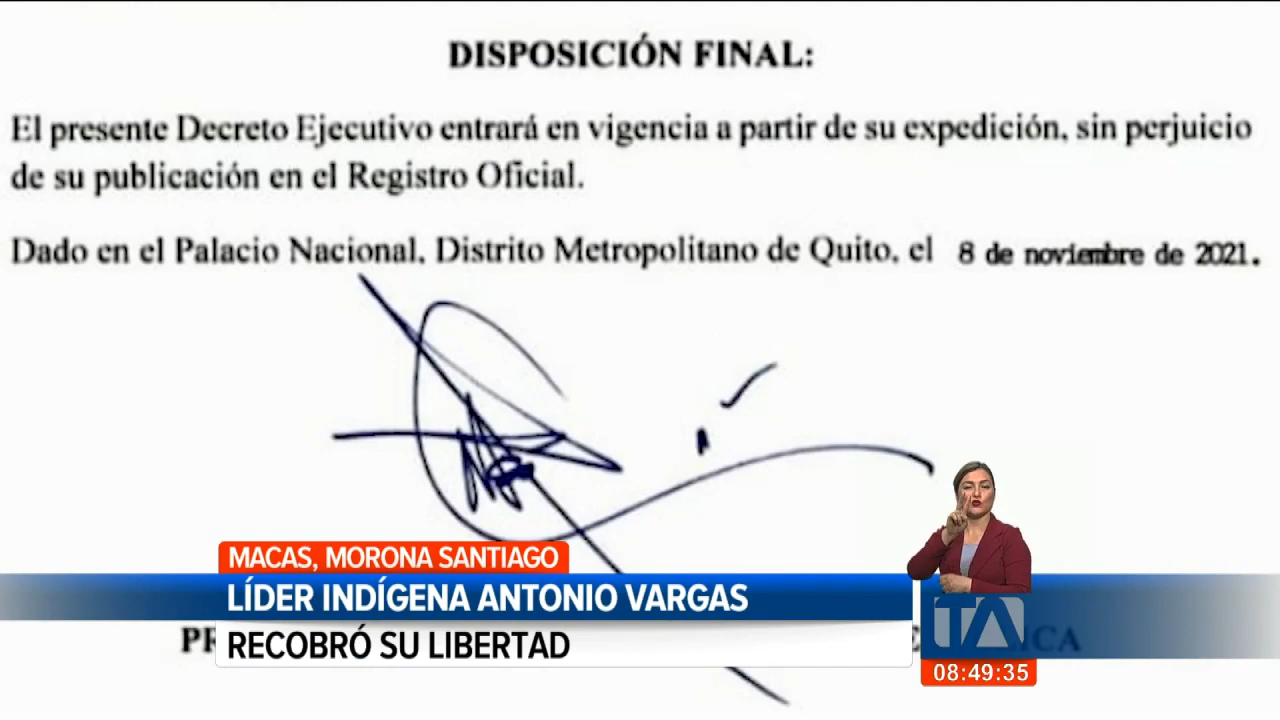 DISPOSICIÓN FINAL:
El presente Decreto Ejecutivo entrará en vigencia a partir de su expedición, sin perjuicio
de su publicación en el Registro Oficial.
Dado en el Palacio Nacional, Distrito Metropolitano de Quito, el 8 de noviembre de 2021.
MACAS, MORONA SANTIAGO
LÍDER INDÍGENA ANTONIO VARGAS
RECOBRÓ SU LIBERTAD
TA
08:49:35